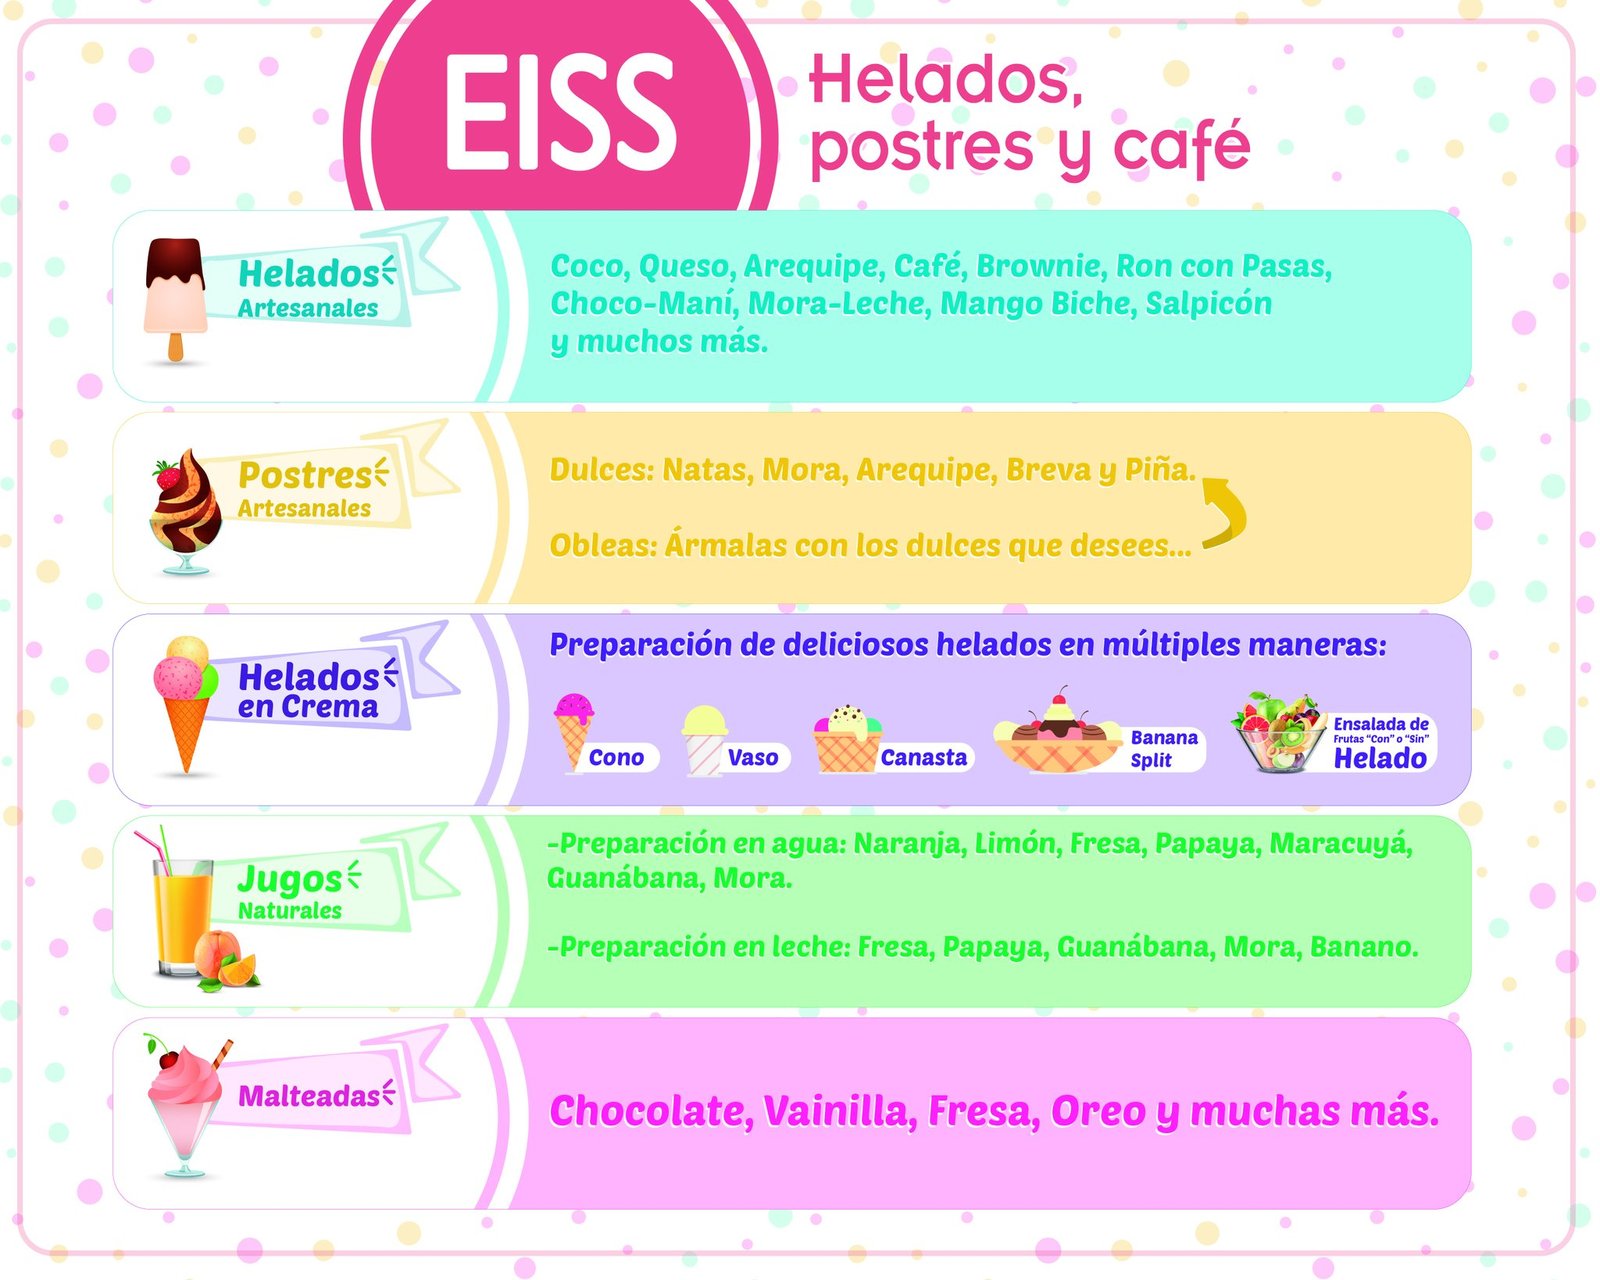 EISS
Helados,
postres y café
Helados
Artesanales
Coco, Queso, Arequipe, Café, Brownie, Ron con Pasas,
Choco-Maní, Mora-Leche, Mango Biche, Salpicón
y muchos más.
Postres
Artesanales
Dulces: Natas, Mora, Arequipe, Breva y Piña.
Obleas: Ármalas con los dulces que desees...
Helados
en Crema
Preparación de deliciosos helados en múltiples maneras:
Cono
Vaso
Canasta
Banana
Split
Ensalada de
Frutas "Con" o "Sin"
Helado
Jugos
Naturales
-Preparación en agua: Naranja, Limón, Fresa, Papaya, Maracuyá,
Guanábana, Mora.
-Preparación en leche: Fresa, Papaya, Guanábana, Mora, Banano.
Malteadas
Chocolate, Vainilla, Fresa, Oreo y muchas más.